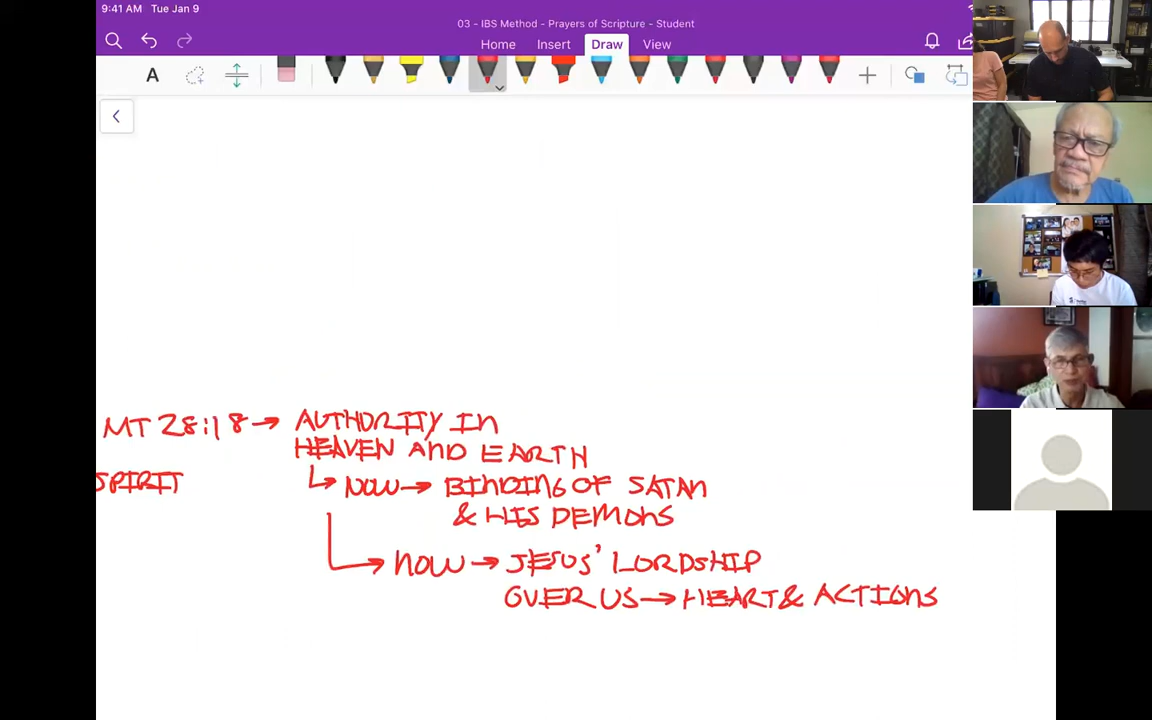 9:41 AM Tue Jan 9
03 - IBS Method - Prayers of Scripture - Student
Home Insert Draw View
A
MT 28:18 → AUTHORITY IN
HEAVEN AND EARTH
SPIRIT
↳ NOW → BINDING OF SATAN
& HIS DEMONS
↳ NOW → JESUS' LORDSHIP
OVER US → HEART & ACTIONS